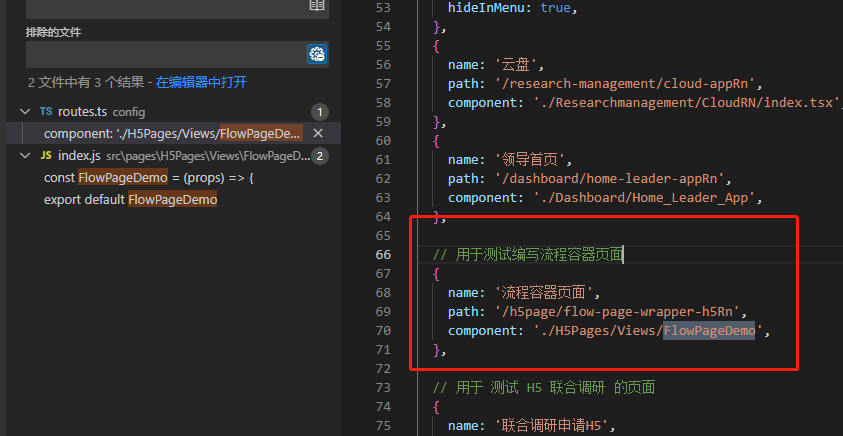 排除的文件
2 文件中有 3 个结果 - 在编辑器中打开
TS routes.ts config 1
component: './H5Pages/Views/FlowPageDe...
JS index.js src\pages\H5Pages\Views\FlowPageD... 2
const FlowPageDemo = (props) => {
export default FlowPageDemo
53 hideInMenu: true,
54 },
55 {
56 name: '云盘',
57 path: '/research-management/cloud-appRn',
58 component: './Researchmanagement/CloudRN/index.tsx',
59 },
60 {
61 name: '领导首页',
62 path: '/dashboard/home-leader-appRn',
63 component: './Dashboard/Home_Leader_App',
64 },
65
66 // 用于测试编写流程容器页面
67 {
68 name: '流程容器页面',
69 path: '/h5page/flow-page-wrapper-h5Rn',
70 component: './H5Pages/Views/FlowPageDemo',
71 },
72
73 // 用于 测试 H5 联合调研 的页面
74 {
75 name: '联合调研申请H5',